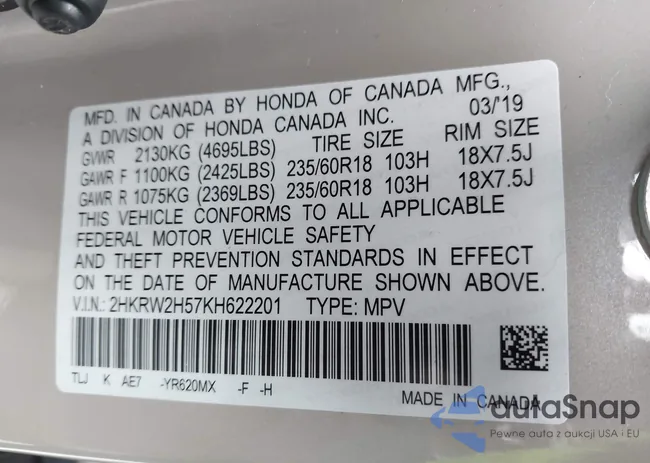 MFD. IN CANADA BY HONDA OF CANADA MFG.,
A DIVISION OF HONDA CANADA INC. 03/'19
GVWR 2130KG (4695LBS) TIRE SIZE RIM SIZE
GAWR F 1100KG (2425LBS) 235/60R18 103H 18X7.5J
GAWR R 1075KG (2369LBS) 235/60R18 103H 18X7.5J
THIS VEHICLE CONFORMS TO ALL APPLICABLE
FEDERAL MOTOR VEHICLE SAFETY
AND THEFT PREVENTION STANDARDS IN EFFECT
ON THE DATE OF MANUFACTURE SHOWN ABOVE.
V.I.N.: 2HKRW2H57KH622201 TYPE: MPV
TLJ K AE7 -YR620MX -F -H MADE IN CANADA
autaSnap
Pewne auta z aukcji USA i EU